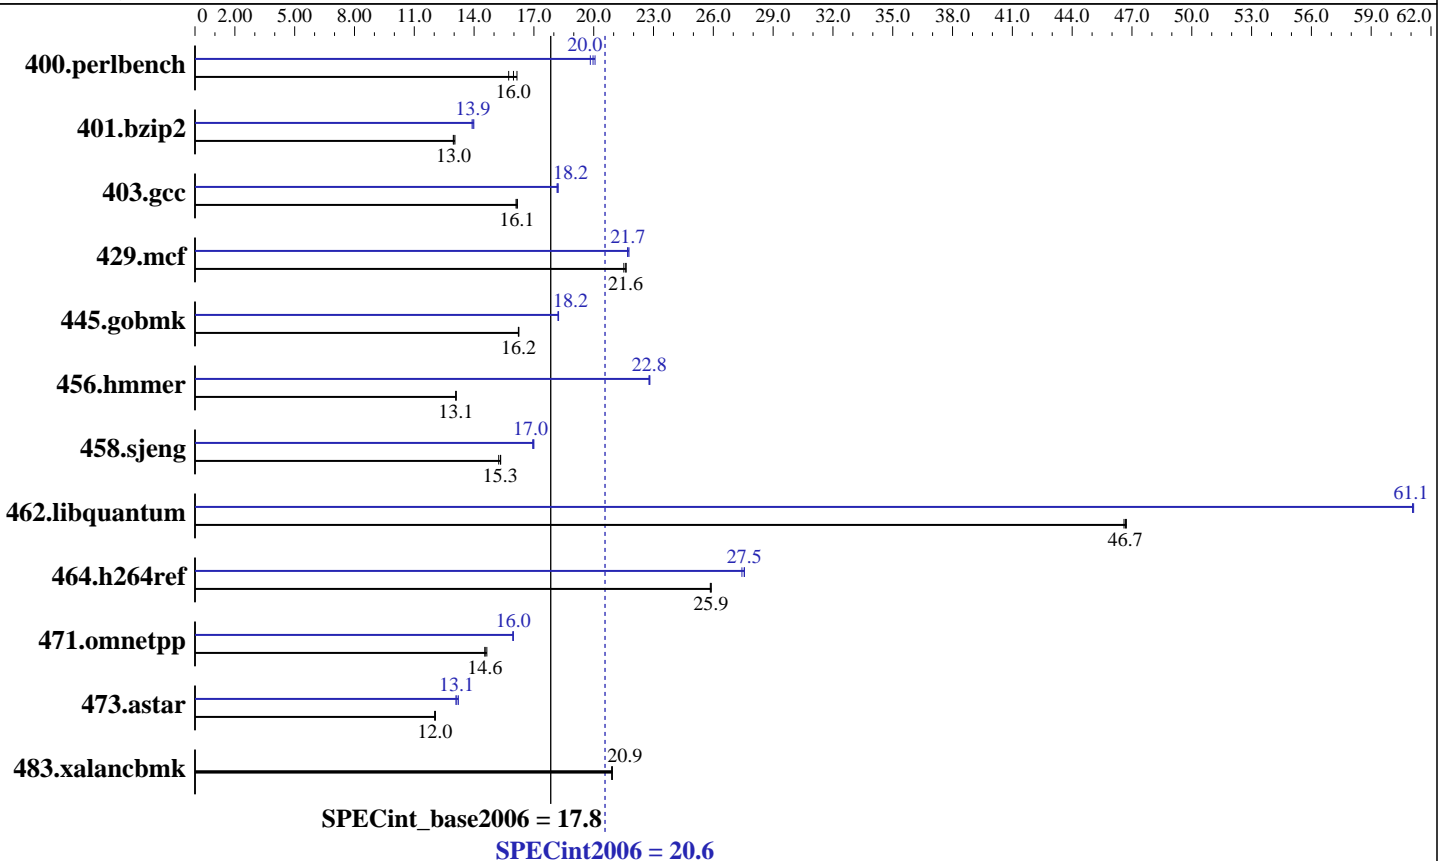 0 2.00 5.00 8.00 11.0 14.0 17.0 20.0 23.0 26.0 29.0 32.0 35.0 38.0 41.0 44.0 47.0 50.0 53.0 56.0 59.0 62.0
20.0
400.perlbench
16.0
13.9
401.bzip2
13.0
18.2
403.gcc
16.1
21.7
429.mcf
21.6
18.2
445.gobmk
16.2
22.8
456.hmmer
13.1
17.0
458.sjeng
15.3
61.1
462.libquantum
46.7
27.5
464.h264ref
25.9
16.0
471.omnetpp
14.6
13.1
473.astar
12.0
20.9
483.xalancbmk
SPECint_base2006 = 17.8
SPECint2006 = 20.6